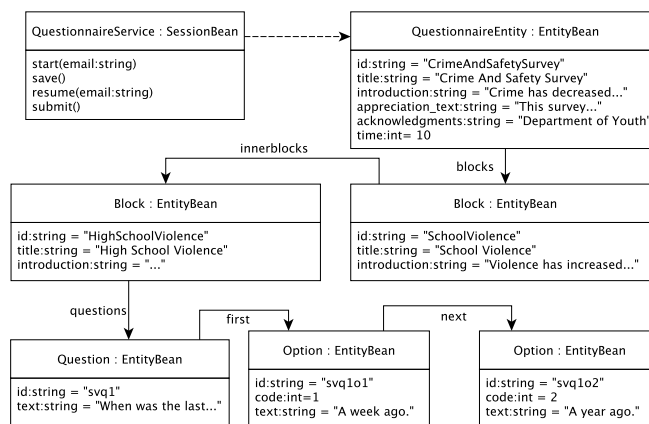 QuestionnaireService : SessionBean
start(email:string)
save()
resume(email:string)
submit()
QuestionnaireEntity : EntityBean
id:string = "CrimeAndSafetySurvey"
title:string = "Crime And Safety Survey"
introduction:string = "Crime has decreased..."
appreciation_text:string = "This survey..."
acknowledgments:string = "Department of Youth"
time:int= 10
innerblocks
blocks
Block : EntityBean
id:string = "HighSchoolViolence"
title:string = "High School Violence"
introduction:string = "..."
Block : EntityBean
id:string = "SchoolViolence"
title:string = "School Violence"
introduction:string = "Violence has increased..."
questions
first
next
Question : EntityBean
id:string = "svq1"
text:string = "When was the last..."
Option : EntityBean
id:string = "svq1o1"
code:int=1
text:string = "A week ago."
Option : EntityBean
id:string = "svq1o2"
code:int = 2
text:string = "A year ago."